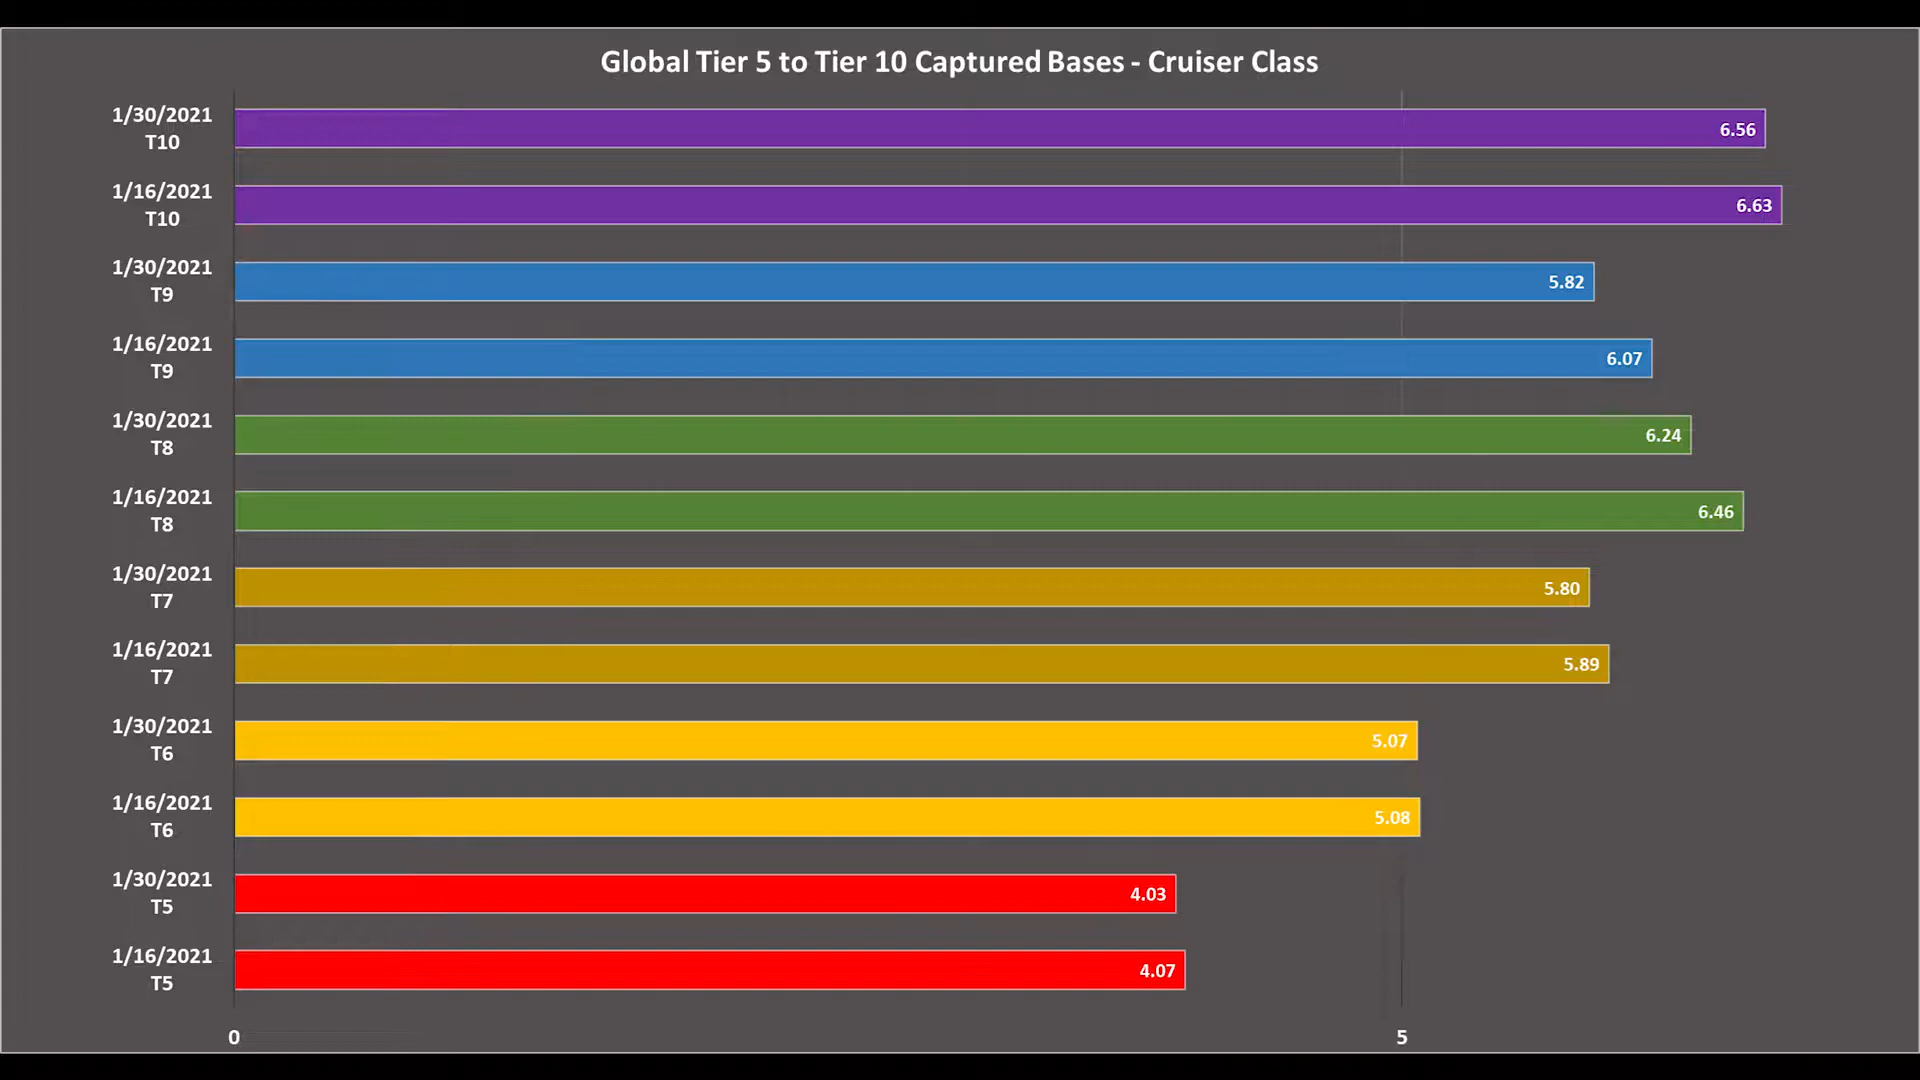 Global Tier 5 to Tier 10 Captured Bases - Cruiser Class
1/30/2021
T10
6.56
1/16/2021
T10
6.63
1/30/2021
T9
5.82
1/16/2021
T9
6.07
1/30/2021
T8
6.24
1/16/2021
T8
6.46
1/30/2021
T7
5.80
1/16/2021
T7
5.89
1/30/2021
T6
5.07
1/16/2021
T6
5.08
1/30/2021
T5
4.03
1/16/2021
T5
4.07
0 5